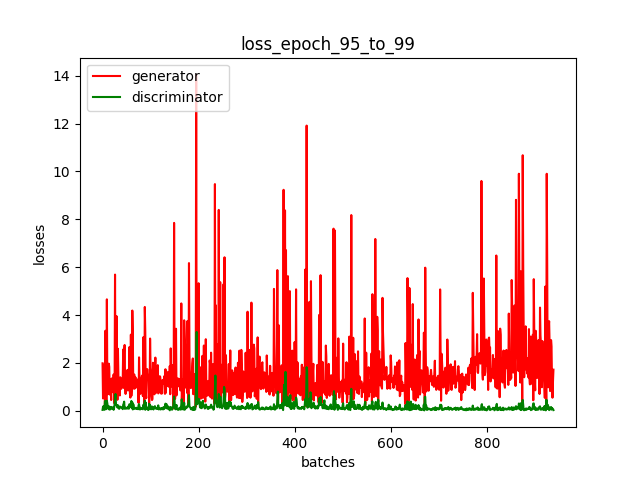 loss_epoch_95_to_99
generator
discriminator
14
12
10
8
6
4
2
0
losses
0 200 400 600 800
batches